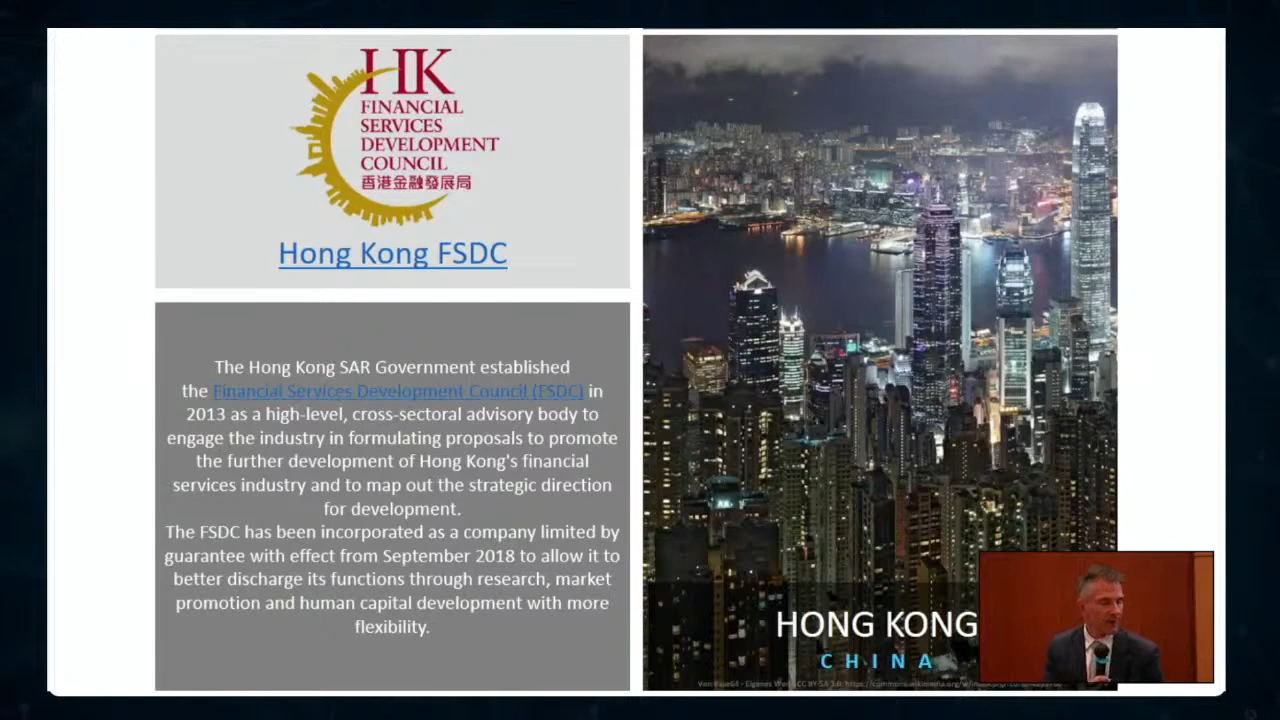 HK
FINANCIAL
SERVICES
DEVELOPMENT
COUNCIL
香港金融發展局
Hong Kong FSDC
The Hong Kong SAR Government established
the Financial Services Development Council (FSDC) in
2013 as a high-level, cross-sectoral advisory body to
engage the industry in formulating proposals to promote
the further development of Hong Kong's financial
services industry and to map out the strategic direction
for development.
The FSDC has been incorporated as a company limited by
guarantee with effect from September 2018 to allow it to
better discharge its functions through research, market
promotion and human capital development with more
flexibility.
HONG KONG
CHINA